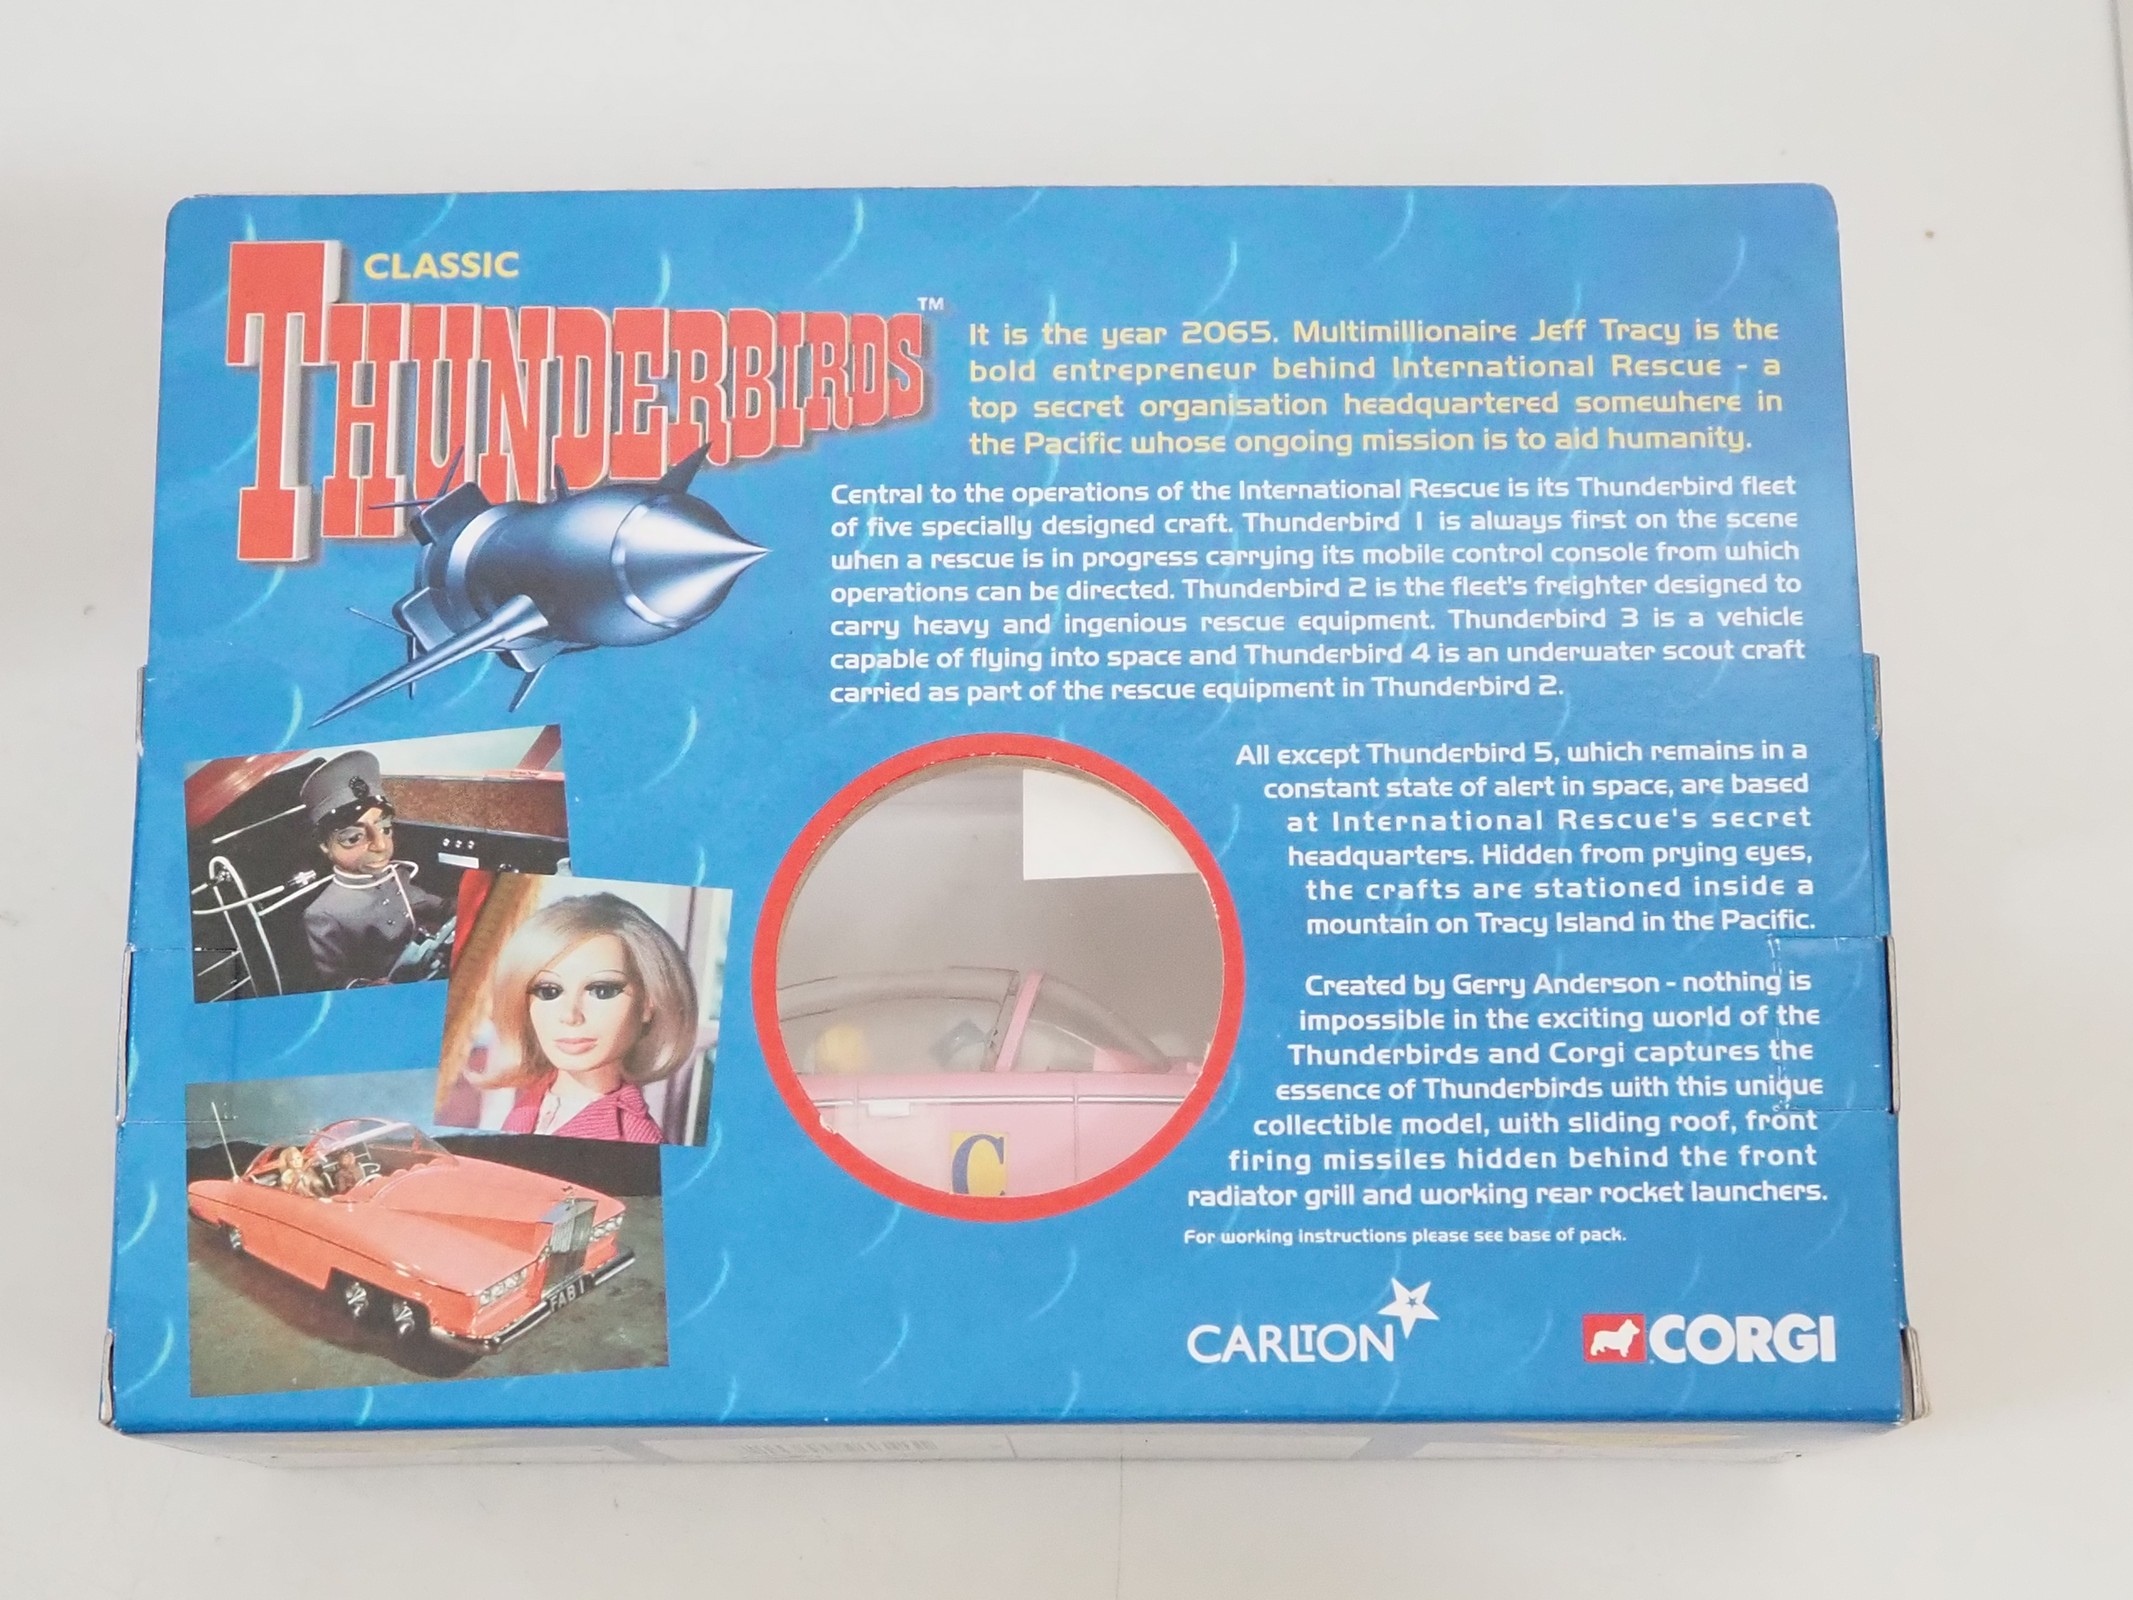 CLASSIC
THUNDERBIRDS™
It is the year 2065. Multimillionaire Jeff Tracy is the
bold entrepreneur behind International Rescue - a
top secret organisation headquartered somewhere in
the Pacific whose ongoing mission is to aid humanity.
Central to the operations of the International Rescue is its Thunderbird fleet
of five specially designed craft. Thunderbird 1 is always first on the scene
when a rescue is in progress carrying its mobile control console from which
operations can be directed. Thunderbird 2 is the fleet's freighter designed to
carry heavy and ingenious rescue equipment. Thunderbird 3 is a vehicle
capable of flying into space and Thunderbird 4 is an underwater scout craft
carried as part of the rescue equipment in Thunderbird 2.
All except Thunderbird 5, which remains in a
constant state of alert in space, are based
at International Rescue's secret
headquarters. Hidden from prying eyes,
the crafts are stationed inside a
mountain on Tracy Island in the Pacific.
Created by Gerry Anderson - nothing is
impossible in the exciting world of the
Thunderbirds and Corgi captures the
essence of Thunderbirds with this unique
collectible model, with sliding roof, front
firing missiles hidden behind the front
radiator grill and working rear rocket launchers.
For working instructions please see base of pack.
C
FAB 1
CARLTON
CORGI